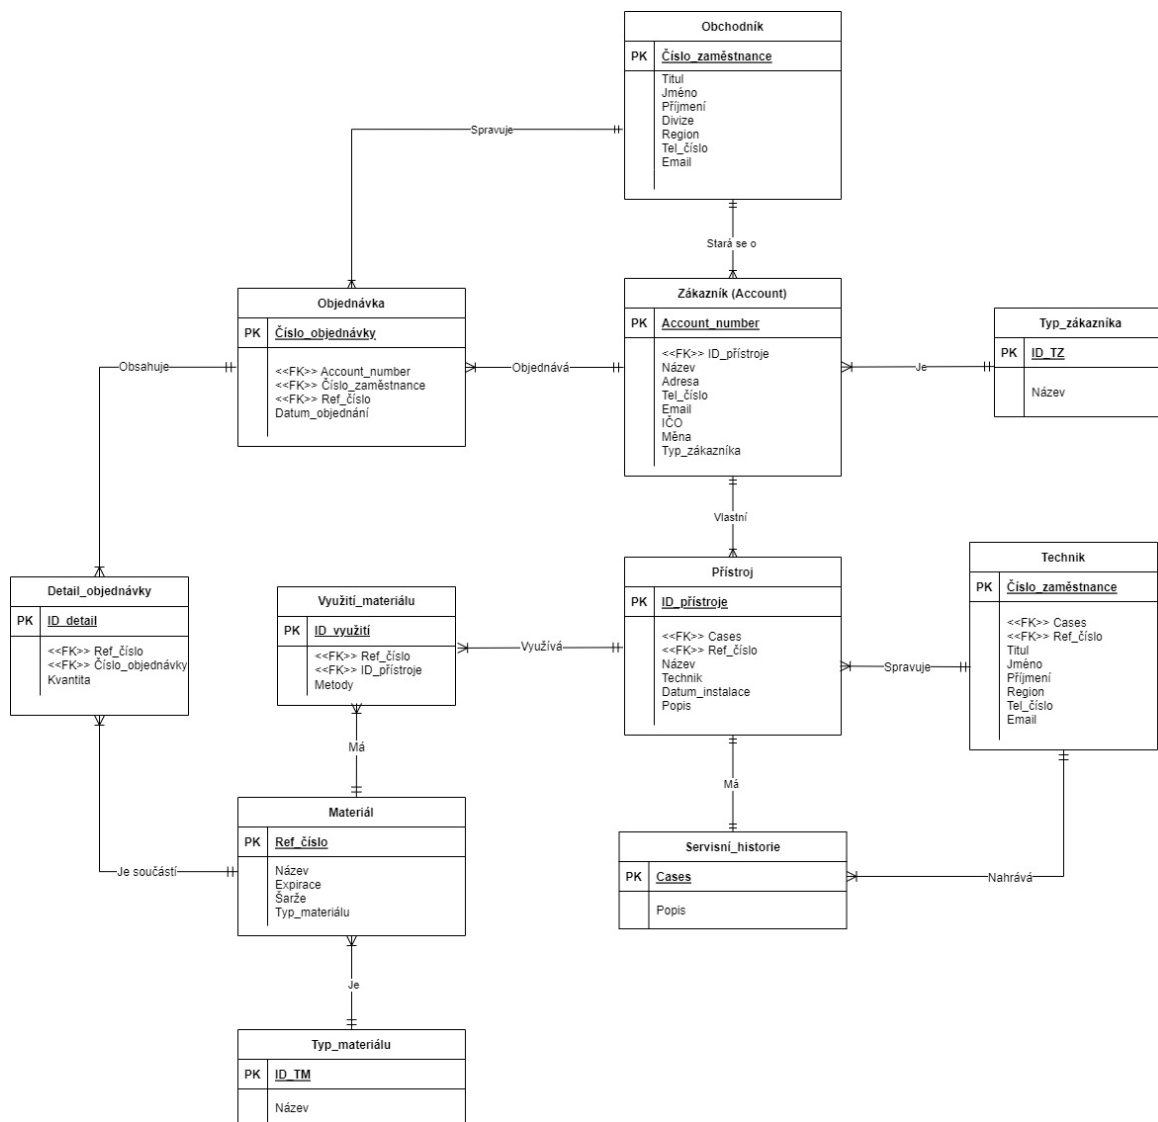 Obchodník
PK Číslo_zaměstnance
Titul
Jméno
Příjmení
Divize
Region
Tel_číslo
Email
Spravuje
Stará se o
Objednávka
PK Číslo_objednávky
<<FK>> Account_number
<<FK>> Číslo_zaměstnance
<<FK>> Ref_číslo
Datum_objednání
Obsahuje
Objednává
Zákazník (Account)
PK Account_number
<<FK>> ID_přístroje
Název
Adresa
Tel_číslo
Email
IČO
Měna
Typ_zákazníka
Je
Typ_zákazníka
PK ID_TZ
Název
Vlastní
Detail_objednávky
PK ID_detail
<<FK>> Ref_číslo
<<FK>> Číslo_objednávky
Kvantita
Využití_materiálu
PK ID_využití
<<FK>> Ref_číslo
<<FK>> ID_přístroje
Metody
Využívá
Přístroj
PK ID_přístroje
<<FK>> Cases
<<FK>> Ref_číslo
Název
Technik
Datum_instalace
Popis
Spravuje
Technik
PK Číslo_zaměstnance
<<FK>> Cases
<<FK>> Ref_číslo
Titul
Jméno
Příjmení
Region
Tel_číslo
Email
Má
Má
Materiál
PK Ref_číslo
Název
Expirace
Šarže
Typ_materiálu
Je součástí
Servisní_historie
PK Cases
Popis
Nahrává
Je
Typ_materiálu
PK ID_TM
Název